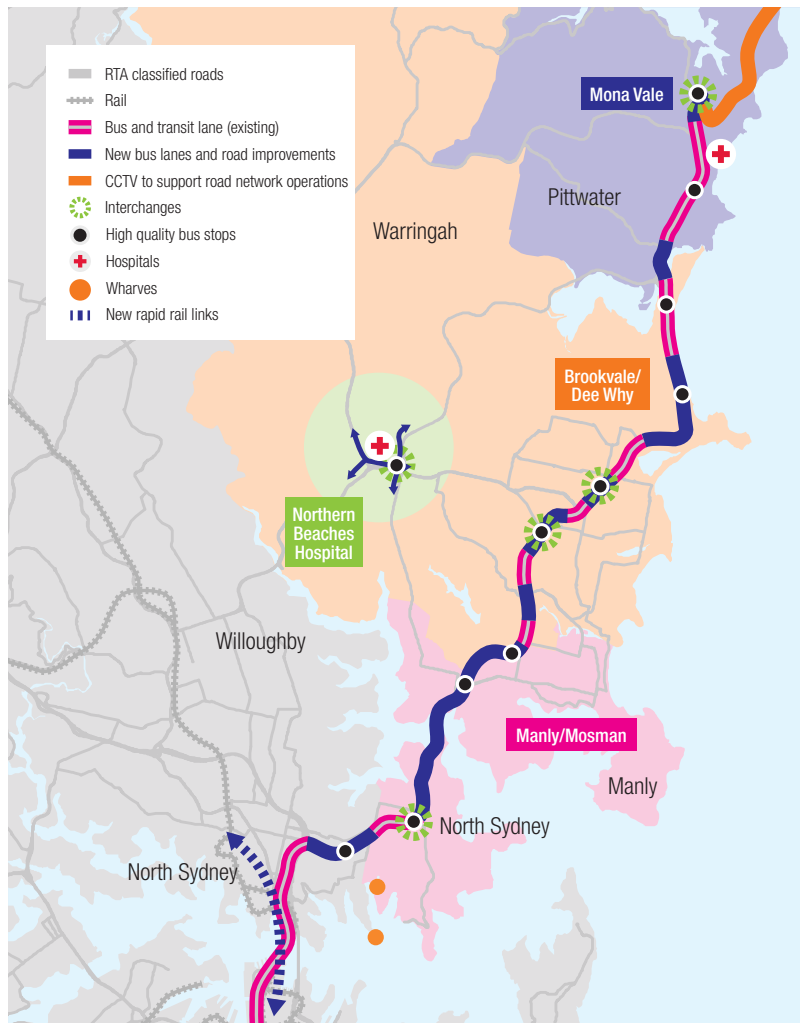 RTA classified roads
Rail
Bus and transit lane (existing)
New bus lanes and road improvements
CCTV to support road network operations
Interchanges
High quality bus stops
Hospitals
Wharves
New rapid rail links
Mona Vale
Pittwater
Warringah
Brookvale/
Dee Why
Northern
Beaches
Hospital
Willoughby
Manly/Mosman
Manly
North Sydney
North Sydney